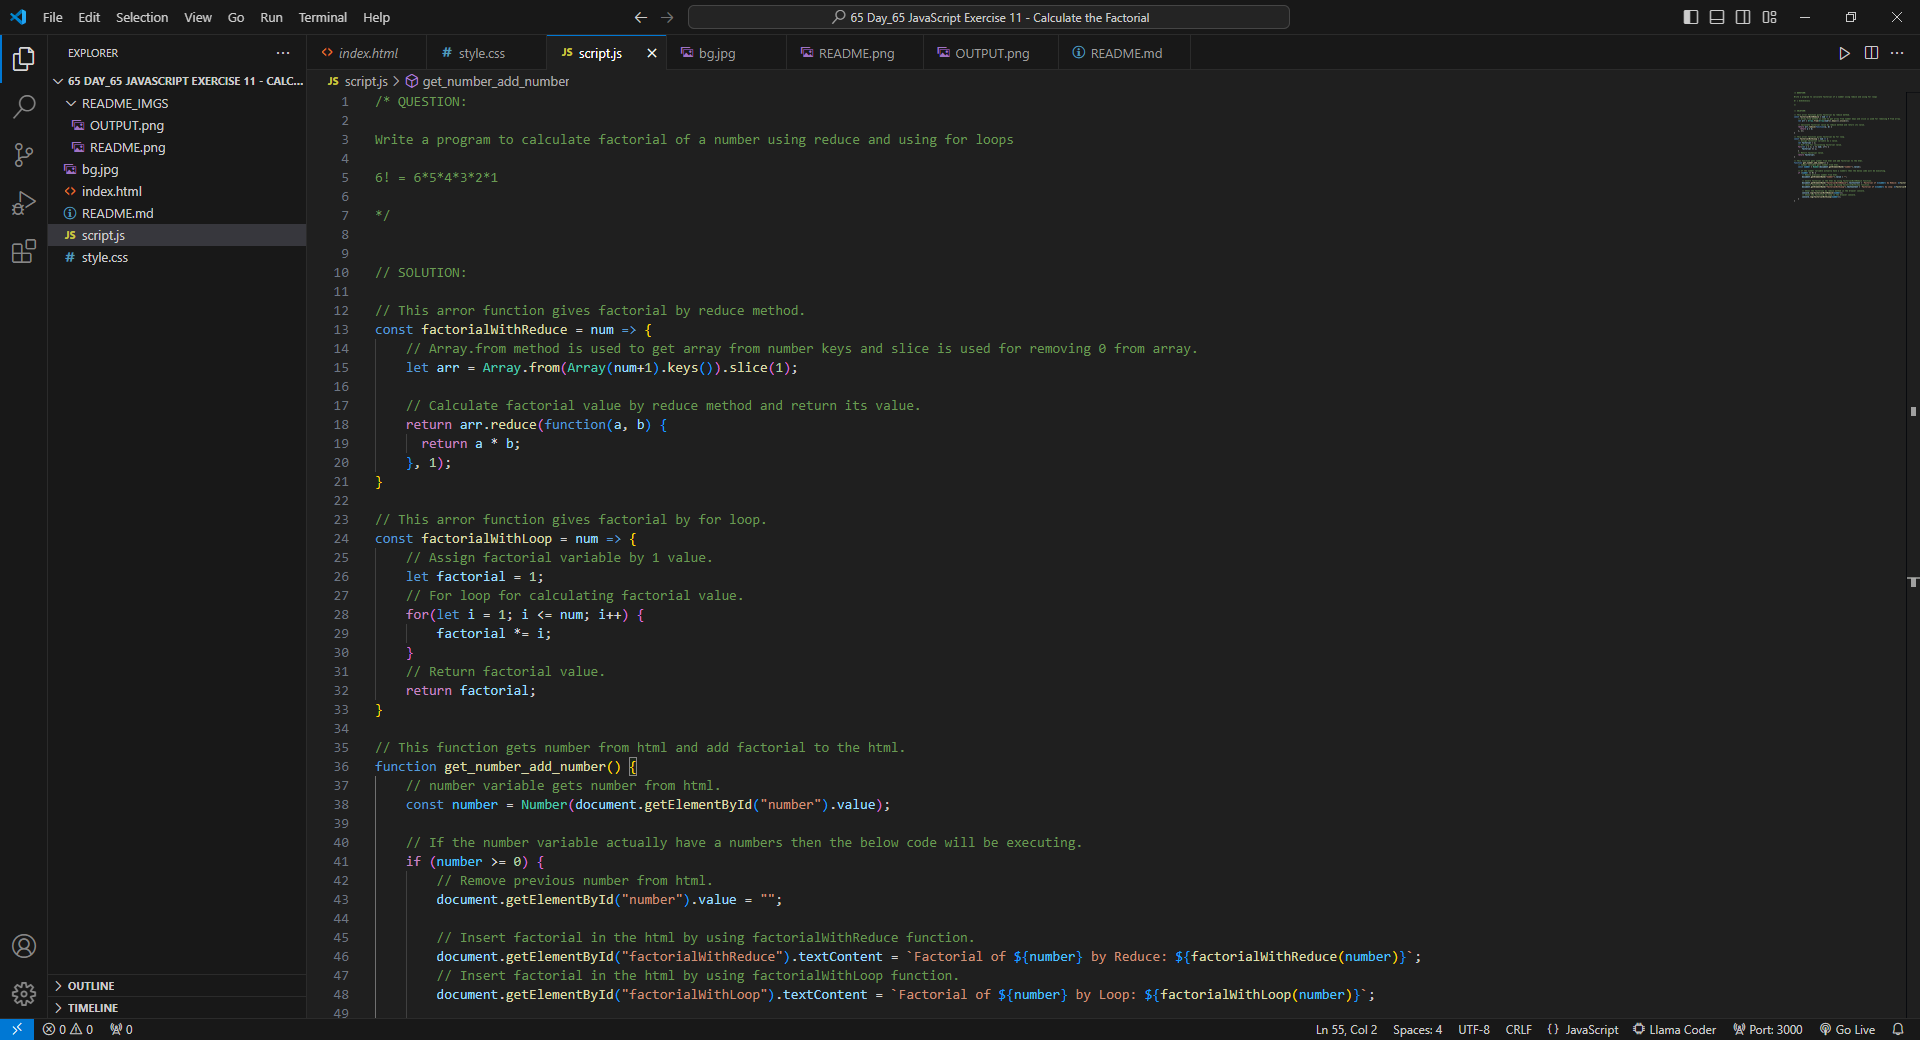 File Edit Selection View Go Run Terminal Help
65 Day_65 JavaScript Exercise 11 - Calculate the Factorial
EXPLORER
65 DAY_65 JAVASCRIPT EXERCISE 11 - CALC...
README_IMGS
OUTPUT.png
README.png
bg.jpg
index.html
README.md
script.js
style.css
OUTLINE
TIMELINE
index.html style.css script.js bg.jpg README.png OUTPUT.png README.md
script.js > get_number_add_number
1 /* QUESTION:
2
3 Write a program to calculate factorial of a number using reduce and using for loops
4
5 6! = 6*5*4*3*2*1
6
7 */
8
9
10 // SOLUTION:
11
12 // This arror function gives factorial by reduce method.
13 const factorialWithReduce = num => {
14 // Array.from method is used to get array from number keys and slice is used for removing 0 from array.
15 let arr = Array.from(Array(num+1).keys()).slice(1);
16
17 // Calculate factorial value by reduce method and return its value.
18 return arr.reduce(function(a, b) {
19 return a * b;
20 }, 1);
21 }
22
23 // This arror function gives factorial by for loop.
24 const factorialWithLoop = num => {
25 // Assign factorial variable by 1 value.
26 let factorial = 1;
27 // For loop for calculating factorial value.
28 for(let i = 1; i <= num; i++) {
29 factorial *= i;
30 }
31 // Return factorial value.
32 return factorial;
33 }
34
35 // This function gets number from html and add factorial to the html.
36 function get_number_add_number() {
37 // number variable gets number from html.
38 const number = Number(document.getElementById("number").value);
39
40 // If the number variable actually have a numbers then the below code will be executing.
41 if (number >= 0) {
42 // Remove previous number from html.
43 document.getElementById("number").value = "";
44
45 // Insert factorial in the html by using factorialWithReduce function.
46 document.getElementById("factorialWithReduce").textContent = `Factorial of ${number} by Reduce: ${factorialWithReduce(number)}`;
47 // Insert factorial in the html by using factorialWithLoop function.
48 document.getElementById("factorialWithLoop").textContent = `Factorial of ${number} by Loop: ${factorialWithLoop(number)}`;
49
0 0 0 Ln 55, Col 2 Spaces: 4 UTF-8 CRLF {} JavaScript Llama Coder Port: 3000 Go Live